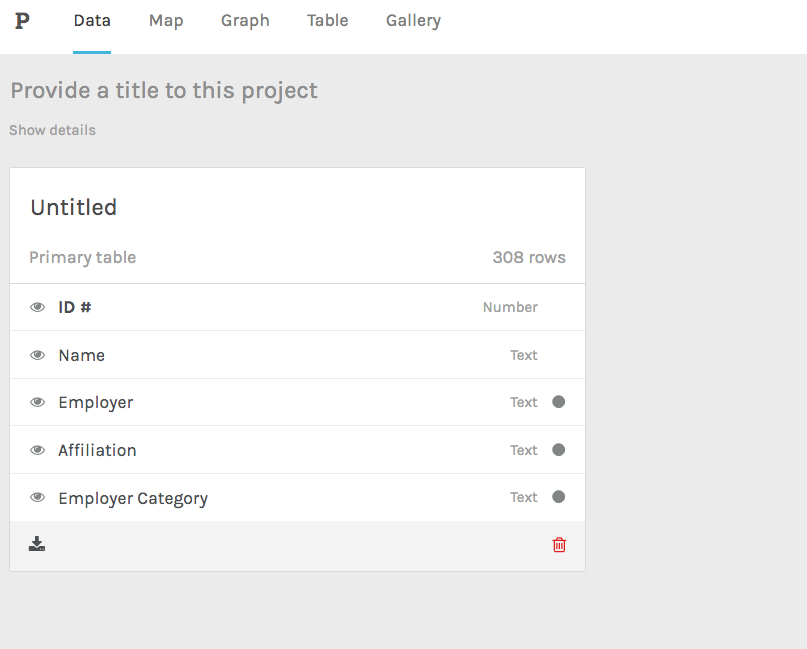 P Data Map Graph Table Gallery
Provide a title to this project
Show details
Untitled
Primary table 308 rows
ID # Number
Name Text
Employer Text
Affiliation Text
Employer Category Text